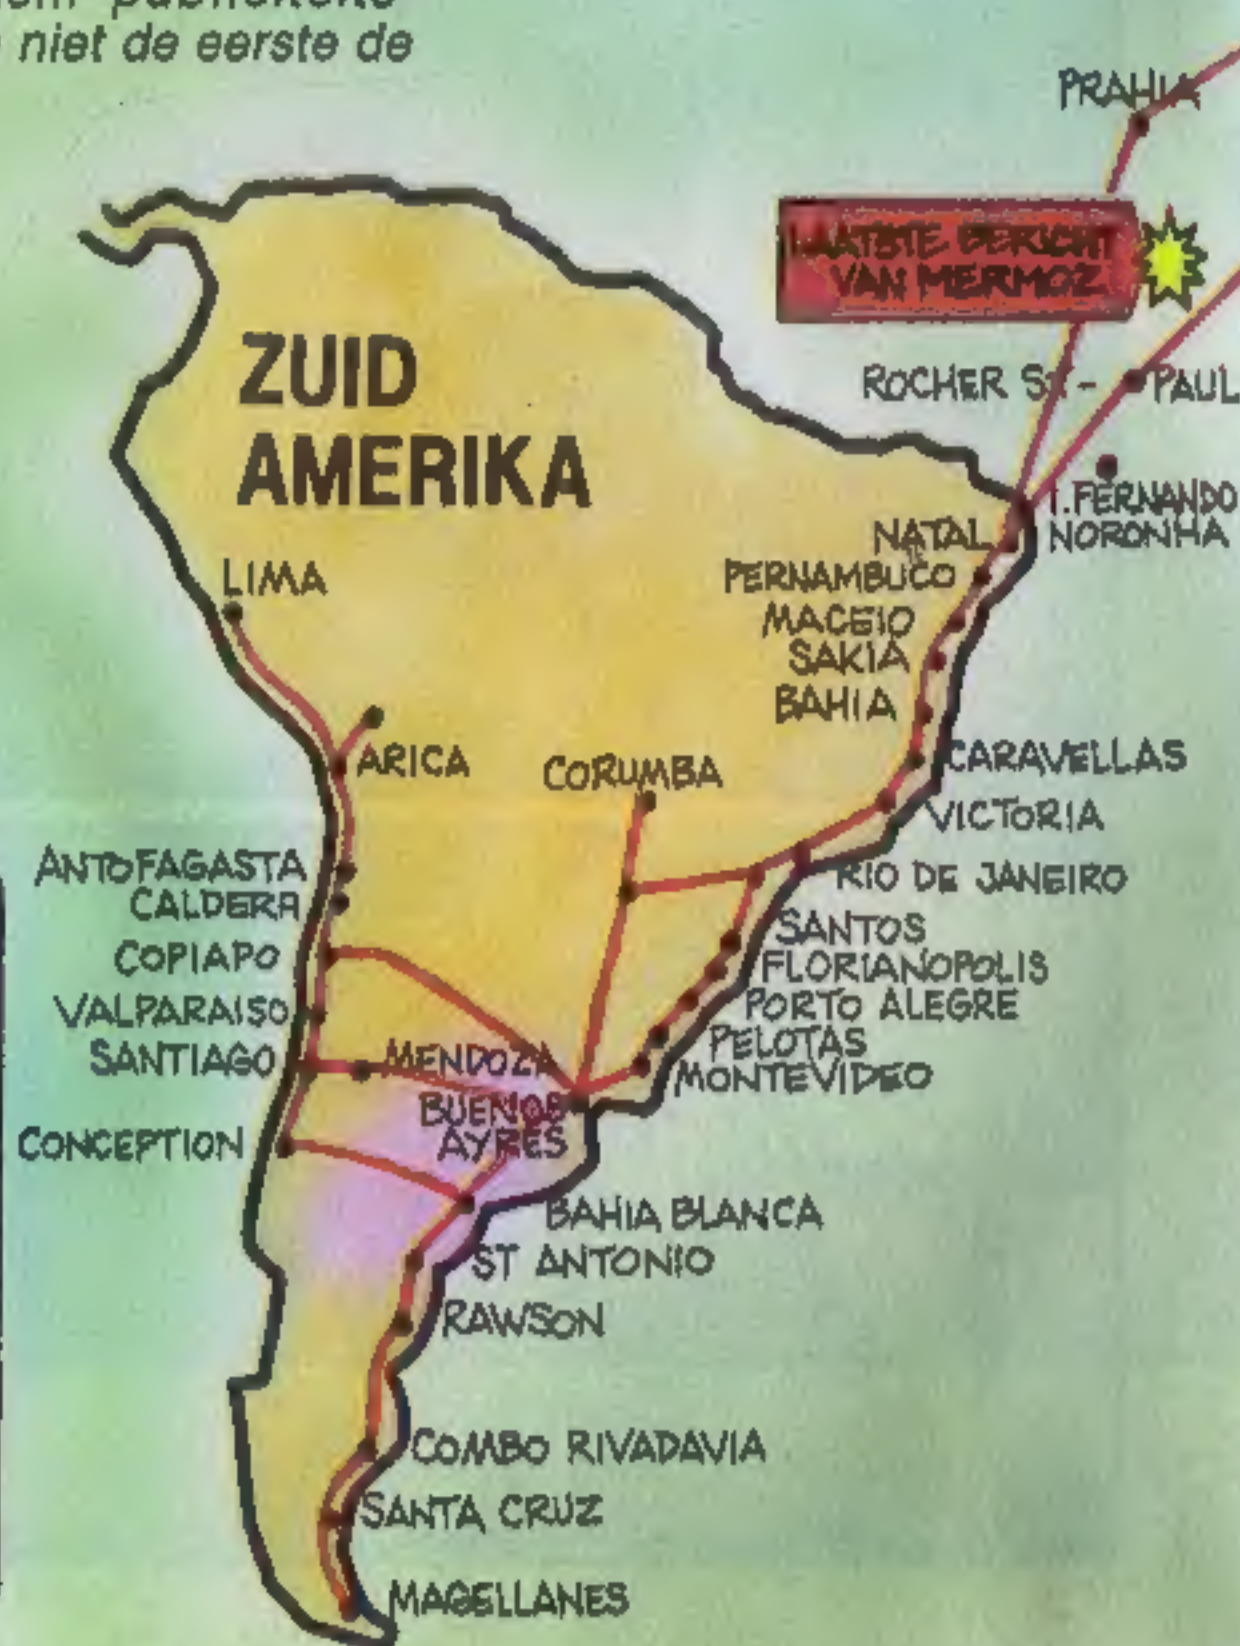 niet de eerste de
PRAHIA
LAATSTE BERICHT
VAN MERMOZ
ROCHER ST - PAUL
ZUID
AMERIKA
I. FERNANDO
NORONHA
NATAL
PERNAMBUCO
MACEIO
SAKIA
BAHIA
LIMA
ARICA
CORUMBA
CARAVELLAS
VICTORIA
ANTOFAGASTA
CALDERA
RIO DE JANEIRO
COPIAPO
SANTOS
FLORIANOPOLIS
VALPARAISO
PORTO ALEGRE
SANTIAGO
MENDOZA
PELOTAS
MONTEVIDEO
BUENOS
AYRES
CONCEPTION
BAHIA BLANCA
ST ANTONIO
RAWSON
COMBO RIVADAVIA
SANTA CRUZ
MAGELLANES